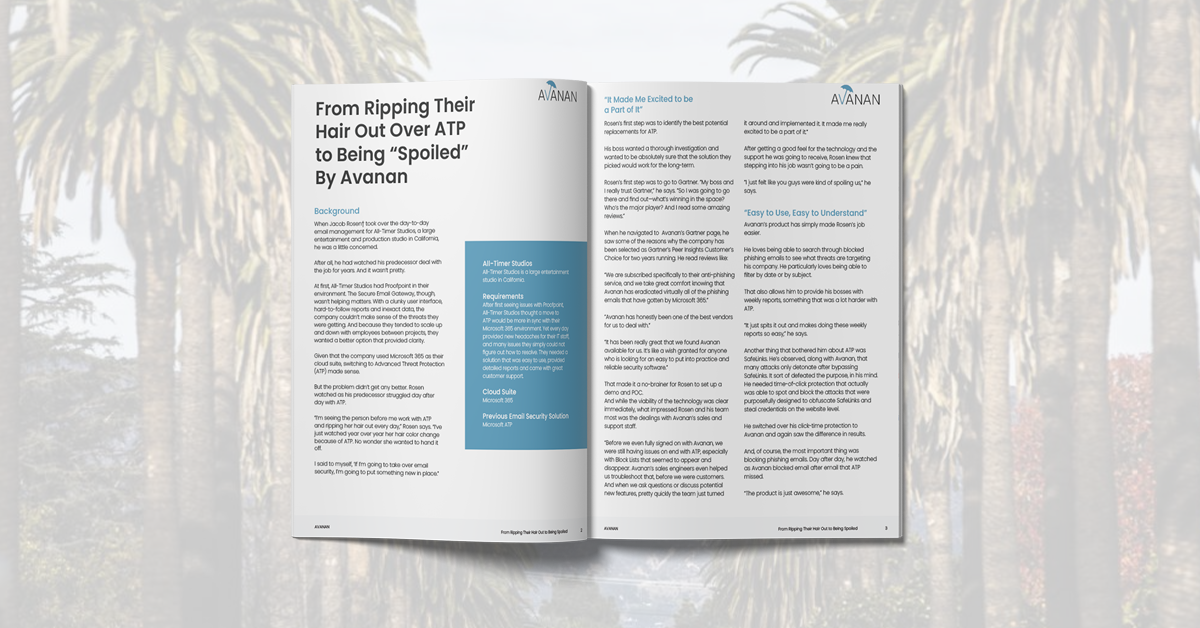 AVANAN
From Ripping Their
Hair Out Over ATP
to Being “Spoiled”
By Avanan
Background
When Jacob Rosenf took over the day-to-day
email management for All-Timer Studios, a large
entertainment and production studio in California,
he was a little concerned.
After all, he had watched his predecessor deal with
the job for years. And it wasn't pretty.
At first, All-Timer Studios had Proofpoint in their
environment. The Secure Email Gateway, though,
wasn't helping matters. With a clunky user interface,
hard-to-follow reports and inexact data, the
company couldn't make sense of the threats they
were getting. And because they tended to scale up
and down with employees between projects, they
wanted a better option that provided clarity.
Given that the company used Microsoft 365 as their
cloud suite, switching to Advanced Threat Protection
(ATP) made sense.
But the problem didn't get any better. Rosen
watched as his predecessor struggled day after
day with ATP.
“I'm seeing the person before me work with ATP
and ripping her hair out every day,” Rosen says. “I've
just watched year over year her hair color change
because of ATP. No wonder she wanted to hand it
off.
I said to myself, 'If I'm going to take over email
security, I'm going to put something new in place.”
All-Timer Studios
All-Timer Studios is a large entertainment
studio in California.
Requirements
After first seeing issues with Proofpoint,
All-Timer Studios thought a move to
ATP would be more in sync with their
Microsoft 365 environment. Yet every day
provided new headaches for their IT staff,
and many issues they simply could not
figure out how to resolve. They needed a
solution that was easy to use, provided
detailed reports and came with great
customer support.
Cloud Suite
Microsoft 365
Previous Email Security Solution
Microsoft ATP
AVANAN
From Ripping Their Hair Out to Being Spoiled
AVANAN
“It Made Me Excited to be
a Part of It”
Rosen's first step was to identify the best potential
replacements for ATP.
His boss wanted a thorough investigation and
wanted to be absolutely sure that the solution they
picked would work for the long-term.
Rosen's first step was to go to Gartner. “My boss and
I really trust Gartner,” he says. “So I was going to go
there and find out—what's winning in the space?
Who's the major player? And I read some amazing
reviews.”
When he navigated to Avanan's Gartner page, he
saw some of the reasons why the company has
been selected as Gartner's Peer Insights Customer's
Choice for two years running. He read reviews like:
“We are subscribed specifically to their anti-phishing
service, and we take great comfort knowing that
Avanan has eradicated virtually all of the phishing
emails that have gotten by Microsoft 365.”
“Avanan has honestly been one of the best vendors
for us to deal with.”
“It has been really great that we found Avanan
available for us. It's like a wish granted for anyone
who is looking for an easy to put into practice and
reliable security software.”
That made it a no-brainer for Rosen to set up a
demo and POC.
And while the viability of the technology was clear
immediately, what impressed Rosen and his team
most was the dealings with Avanan's sales and
support staff.
“Before we even fully signed on with Avanan, we
were still having issues on end with ATP, especially
with Block Lists that seemed to appear and
disappear. Avanan's sales engineers even helped
us troubleshoot that, before we were customers.
And when we ask questions or discuss potential
new features, pretty quickly the team just turned
it around and implemented it. It made me really
excited to be a part of it.”
After getting a good feel for the technology and the
support he was going to receive, Rosen knew that
stepping into his job wasn't going to be a pain.
“I just felt like you guys were kind of spoiling us,” he
says.
“Easy to Use, Easy to Understand”
Avanan's product has simply made Rosen's job
easier.
He loves being able to search through blocked
phishing emails to see what threats are targeting
his company. He particularly loves being able to
filter by date or by subject.
That also allows him to provide his bosses with
weekly reports, something that was a lot harder with
ATP.
“It just spits it out and makes doing these weekly
reports so easy,” he says.
Another thing that bothered him about ATP was
SafeLinks. He's observed, along with Avanan, that
many attacks only detonate after bypassing
SafeLinks. It sort of defeated the purpose, in his mind.
He needed time-of-click protection that actually
was able to spot and block the attacks that were
purposefully designed to obfuscate SafeLinks and
steal credentials on the website level.
He switched over his click-time protection to
Avanan and again saw the difference in results.
And, of course, the most important thing was
blocking phishing emails. Day after day, he watched
as Avanan blocked email after email that ATP
missed.
“The product is just awesome,” he says.
AVANAN
From Ripping Their Hair Out to Being Spoiled